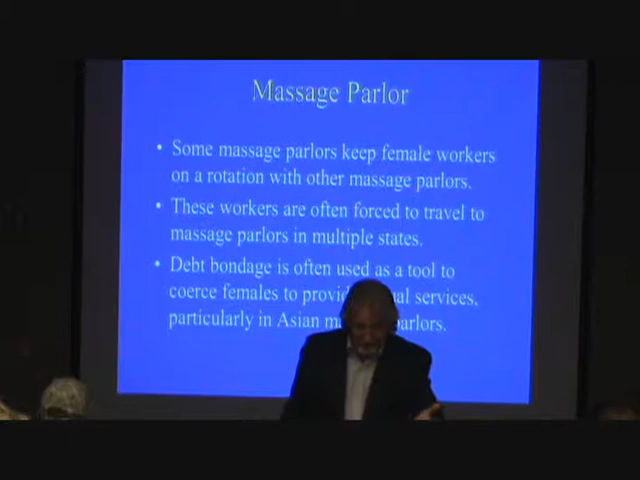 Massage Parlor
• Some massage parlors keep female workers
on a rotation with other massage parlors.
• These workers are often forced to travel to
massage parlors in multiple states.
• Debt bondage is often used as a tool to
coerce females to provi al services,
particularly in Asian m parlors.